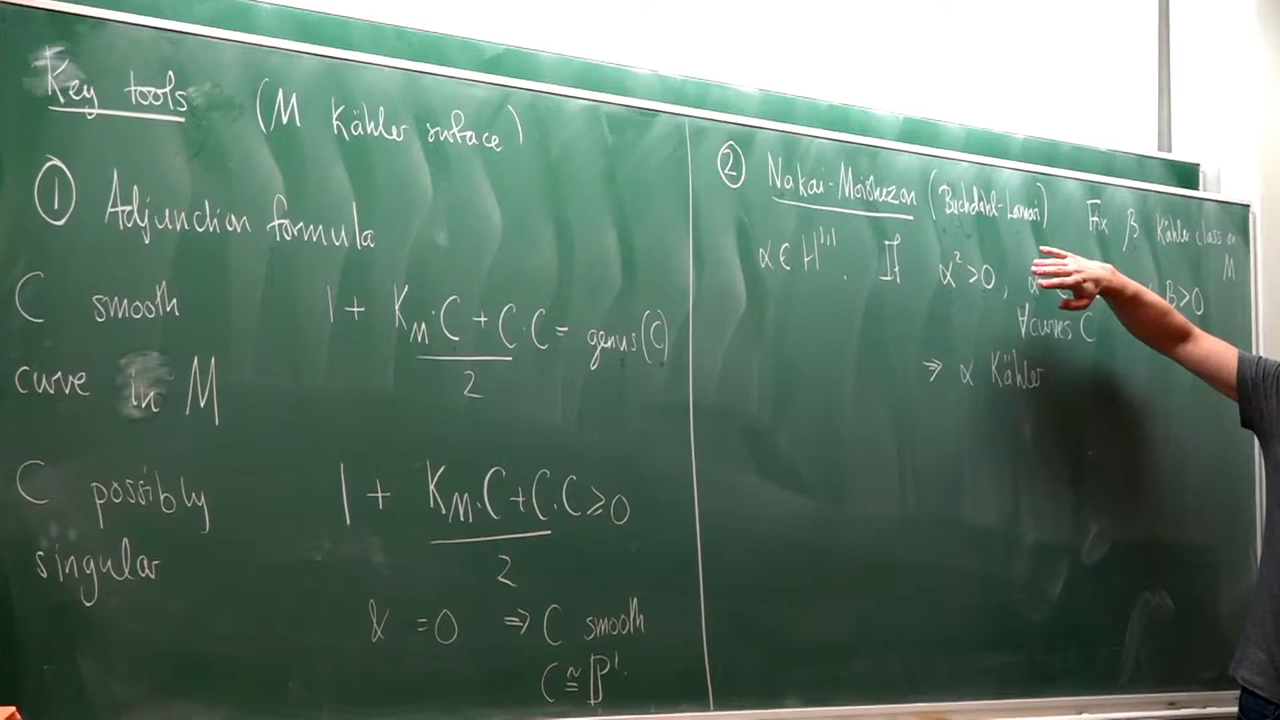 Key tools (M Kähler surface)
① Adjunction formula
C smooth
curve in M
1 + K_M·C + C·C = genus(C)
2
C possibly
singular
1 + K_M·C + C·C ≥ 0
2
& = 0 ⇒ C smooth
C ≅ ℙ¹.
② Nakai-Moishezon (Buchdahl-Lamari) Fix β Kähler class on
M
α ∈ H^{1,1}. If α² > 0, β > 0
∀ curves C
⇒ α Kähler